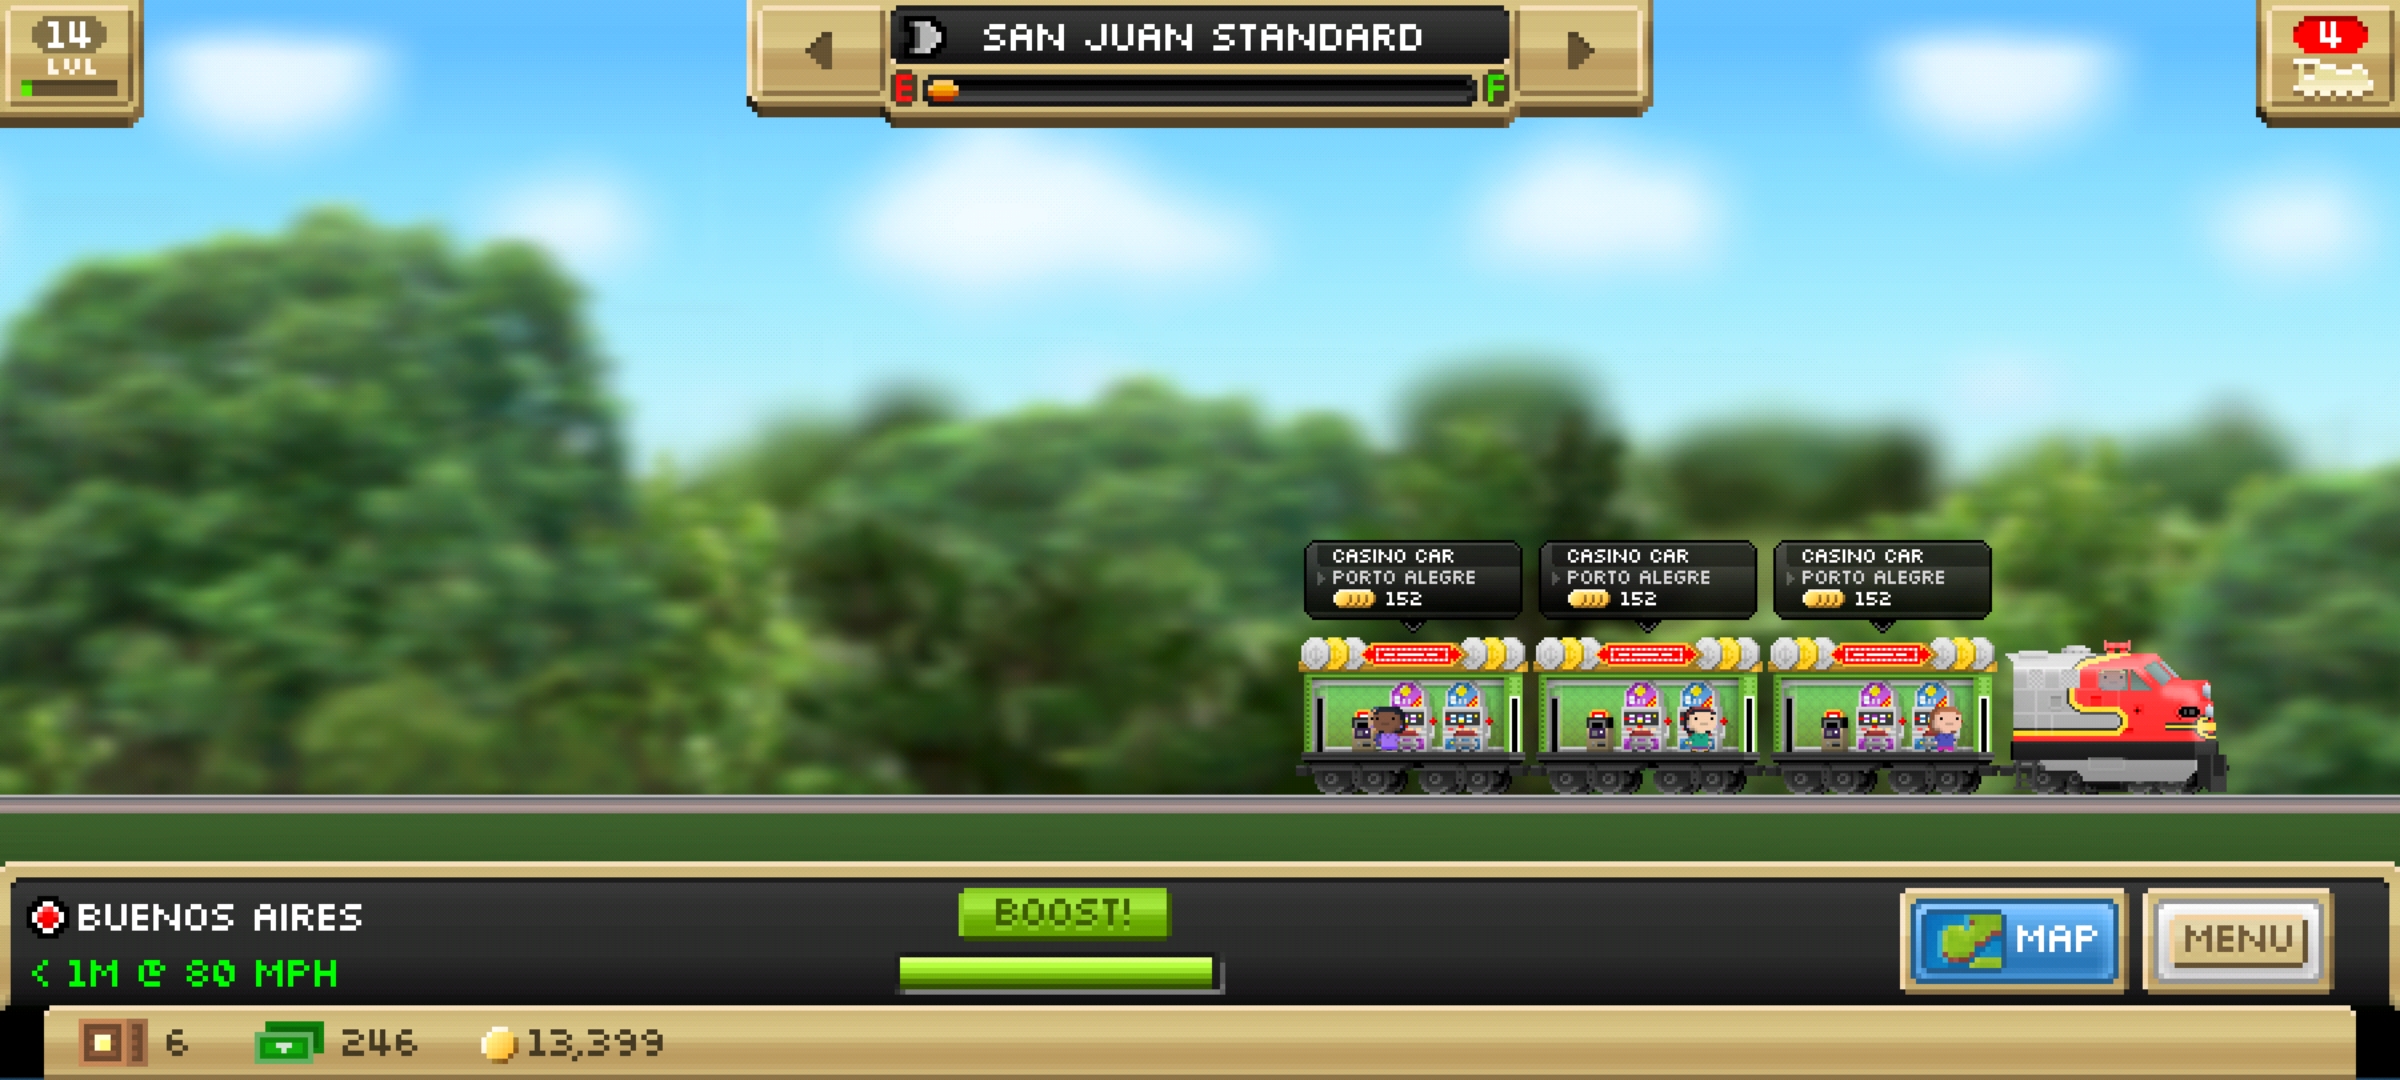 14
LVL
SAN JUAN STANDARD
E F
4
CASINO CAR
PORTO ALEGRE
152
CASINO CAR
PORTO ALEGRE
152
CASINO CAR
PORTO ALEGRE
152
BUENOS AIRES
< 1M @ 80 MPH
BOOST!
MAP
MENU
6
246
13,399